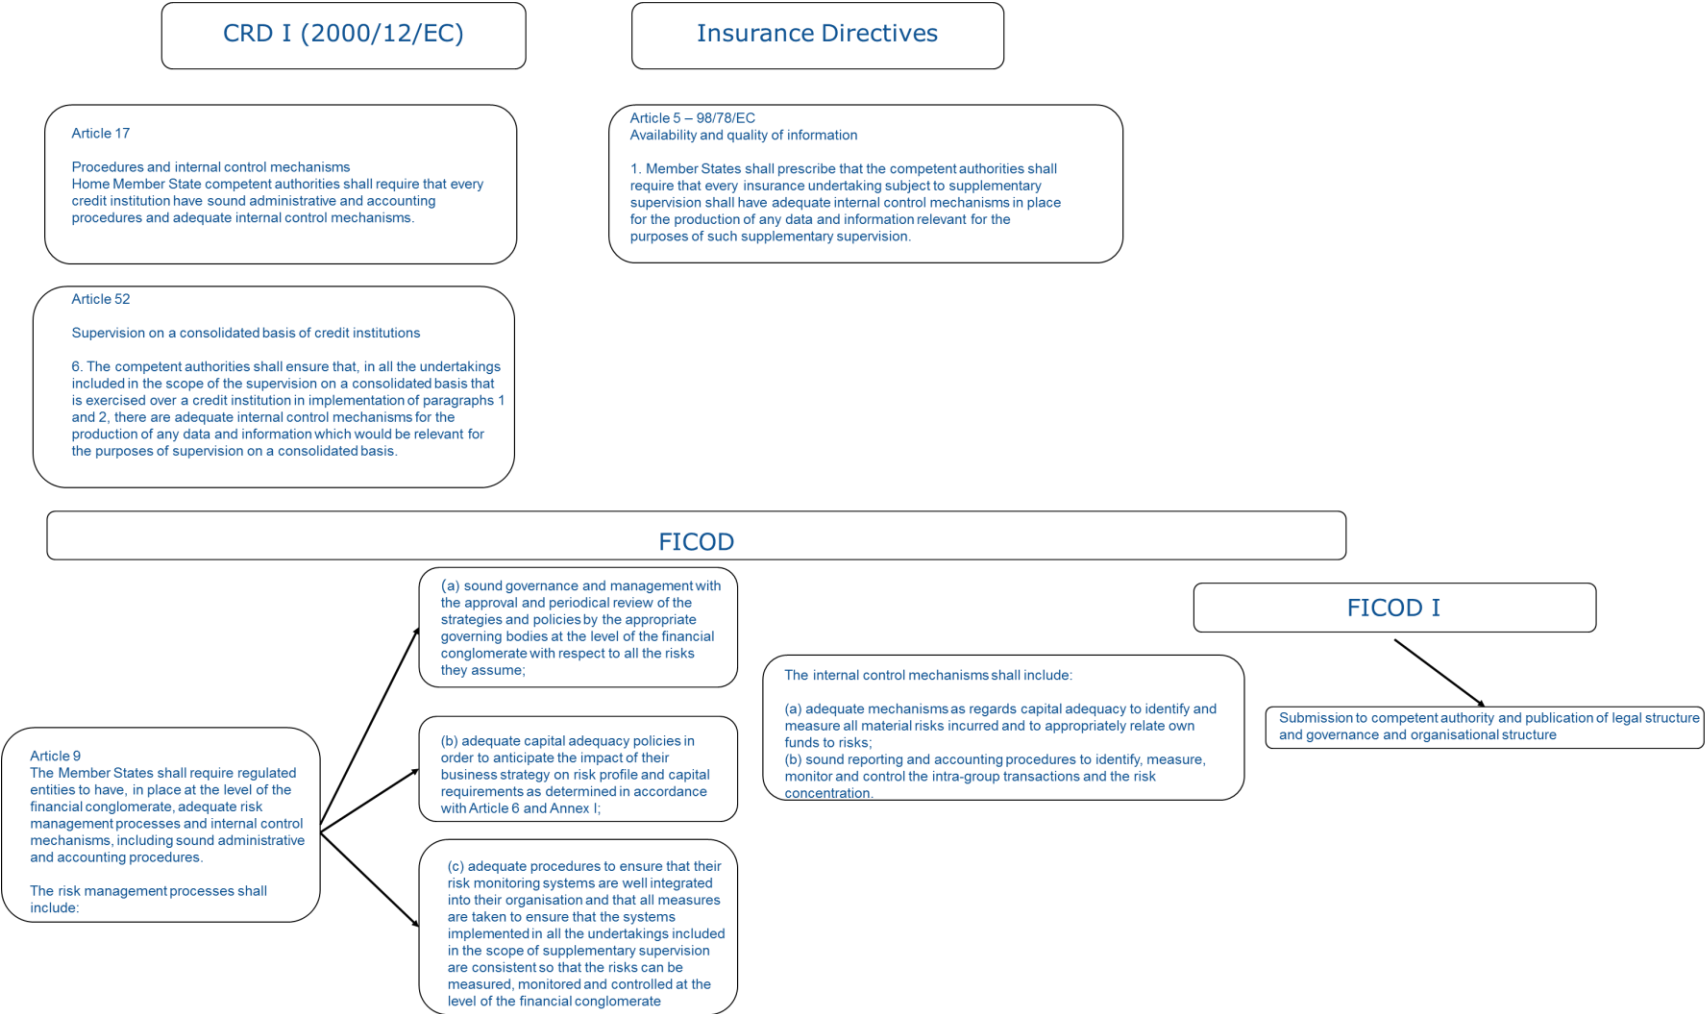 CRD I (2000/12/EC)
Insurance Directives
Article 17
Procedures and internal control mechanisms
Home Member State competent authorities shall require that every
credit institution have sound administrative and accounting
procedures and adequate internal control mechanisms.
Article 5 – 98/78/EC
Availability and quality of information
1. Member States shall prescribe that the competent authorities shall
require that every insurance undertaking subject to supplementary
supervision shall have adequate internal control mechanisms in place
for the production of any data and information relevant for the
purposes of such supplementary supervision.
Article 52
Supervision on a consolidated basis of credit institutions
6. The competent authorities shall ensure that, in all the undertakings
included in the scope of the supervision on a consolidated basis that
is exercised over a credit institution in implementation of paragraphs 1
and 2, there are adequate internal control mechanisms for the
production of any data and information which would be relevant for
the purposes of supervision on a consolidated basis.
FICOD
Article 9
The Member States shall require regulated
entities to have, in place at the level of the
financial conglomerate, adequate risk
management processes and internal control
mechanisms, including sound administrative
and accounting procedures.
The risk management processes shall
include:
(a) sound governance and management with
the approval and periodical review of the
strategies and policies by the appropriate
governing bodies at the level of the financial
conglomerate with respect to all the risks
they assume;
(b) adequate capital adequacy policies in
order to anticipate the impact of their
business strategy on risk profile and capital
requirements as determined in accordance
with Article 6 and Annex I;
(c) adequate procedures to ensure that their
risk monitoring systems are well integrated
into their organisation and that all measures
are taken to ensure that the systems
implemented in all the undertakings included
in the scope of supplementary supervision
are consistent so that the risks can be
measured, monitored and controlled at the
level of the financial conglomerate
The internal control mechanisms shall include:
(a) adequate mechanisms as regards capital adequacy to identify and
measure all material risks incurred and to appropriately relate own
funds to risks;
(b) sound reporting and accounting procedures to identify, measure,
monitor and control the intra-group transactions and the risk
concentration.
FICOD I
Submission to competent authority and publication of legal structure
and governance and organisational structure